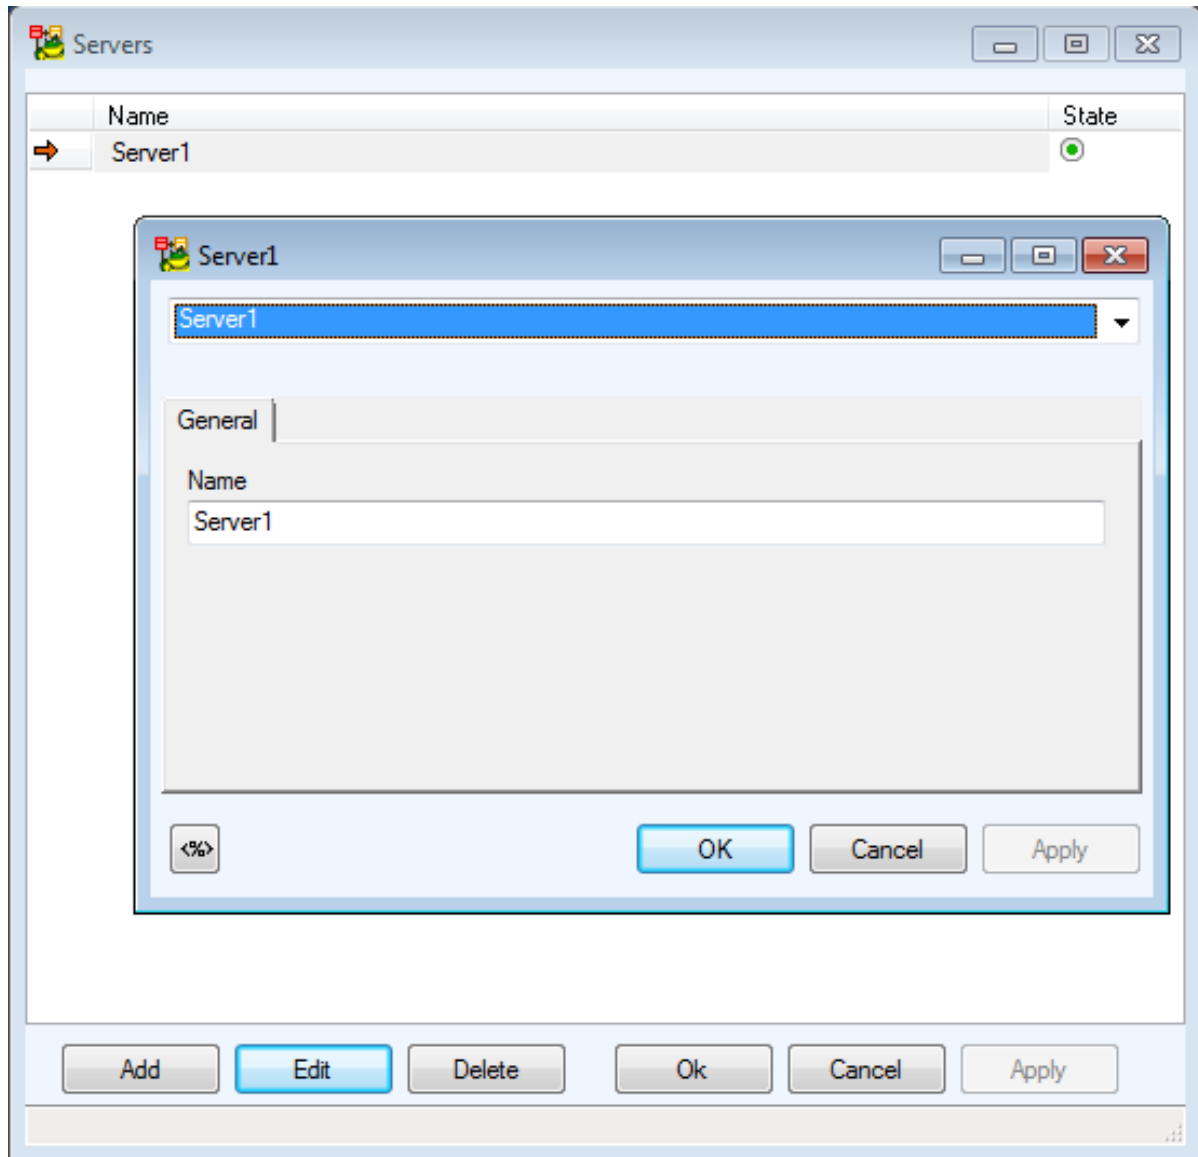 Servers
Name State
Server1
Server1
Server1
General
Name
Server1
<%>
OK Cancel Apply
Add Edit Delete Ok Cancel Apply